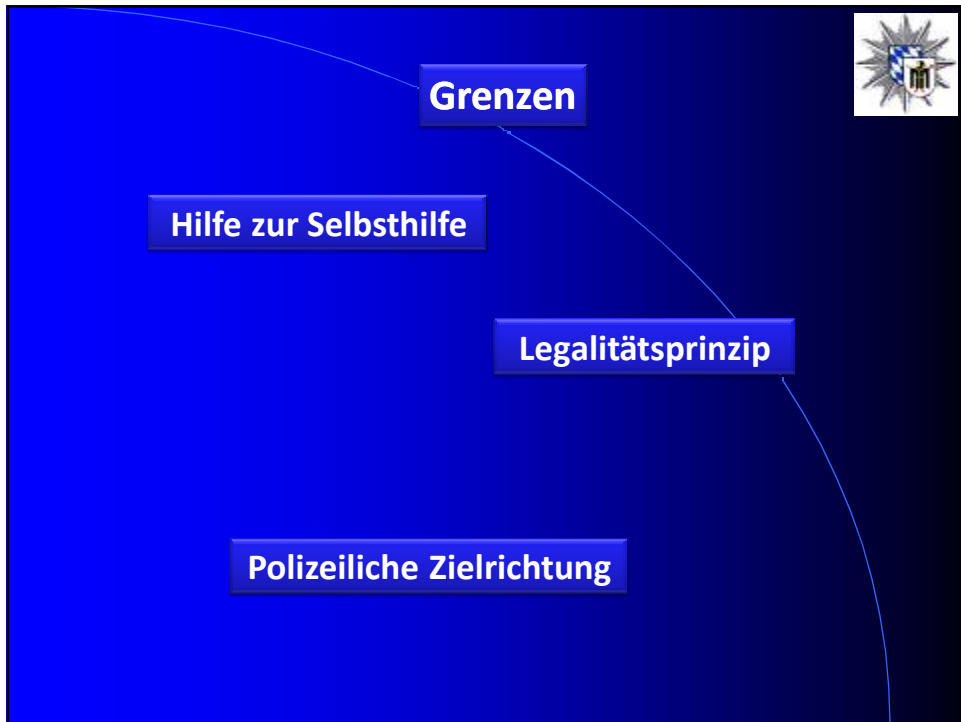 Grenzen
Hilfe zur Selbsthilfe
Legalitätsprinzip
Polizeiliche Zielrichtung